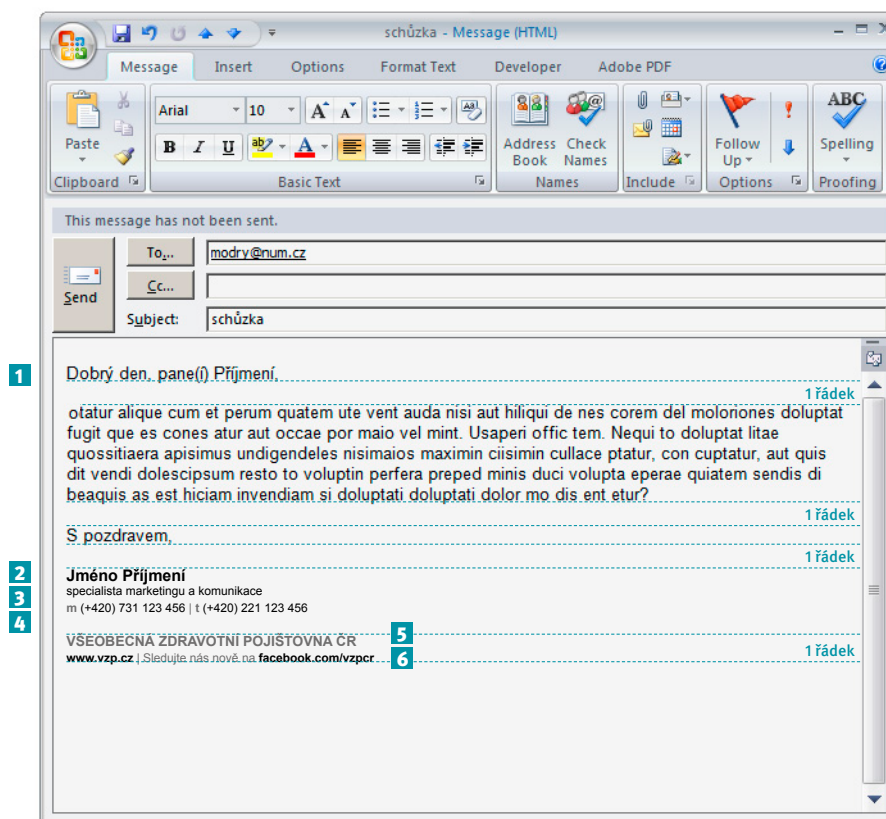 schůzka - Message (HTML)
Message Insert Options Format Text Developer Adobe PDF
Arial 10
Paste
B I U
Address Book
Check Names
Follow Up
ABC
Spelling
Clipboard Basic Text Names Include Options Proofing
This message has not been sent.
To... modry@num.cz
Cc...
Send
Subject: schůzka
1 Dobrý den, pane(í) Příjmení,
1 řádek
otatur alique cum et perum quatem ute vent auda nisi aut hiliqui de nes corem del moloriones doluptat
fugit que es cones atur aut occae por maio vel mint. Usaperi offic tem. Nequi to doluptat litae
quossitiaera apisimus undigendeles nisimaios maximin ciisimin cullace ptatur, con cuptatur, aut quis
dit vendi dolescipsum resto to voluptin perfera preped minis duci volupta eperae quiatem sendis di
beaquis as est hiciam invendiam si doluptati doluptati dolor mo dis ent etur?
1 řádek
S pozdravem,
1 řádek
2 Jméno Příjmení
3 specialista marketingu a komunikace
4 m (+420) 731 123 456 | t (+420) 221 123 456
VŠEOBECNÁ ZDRAVOTNÍ POJIŠTOVNA ČR 5
www.vzp.cz | Sledujte nás nově na facebook.com/vzpcr 6
1 řádek